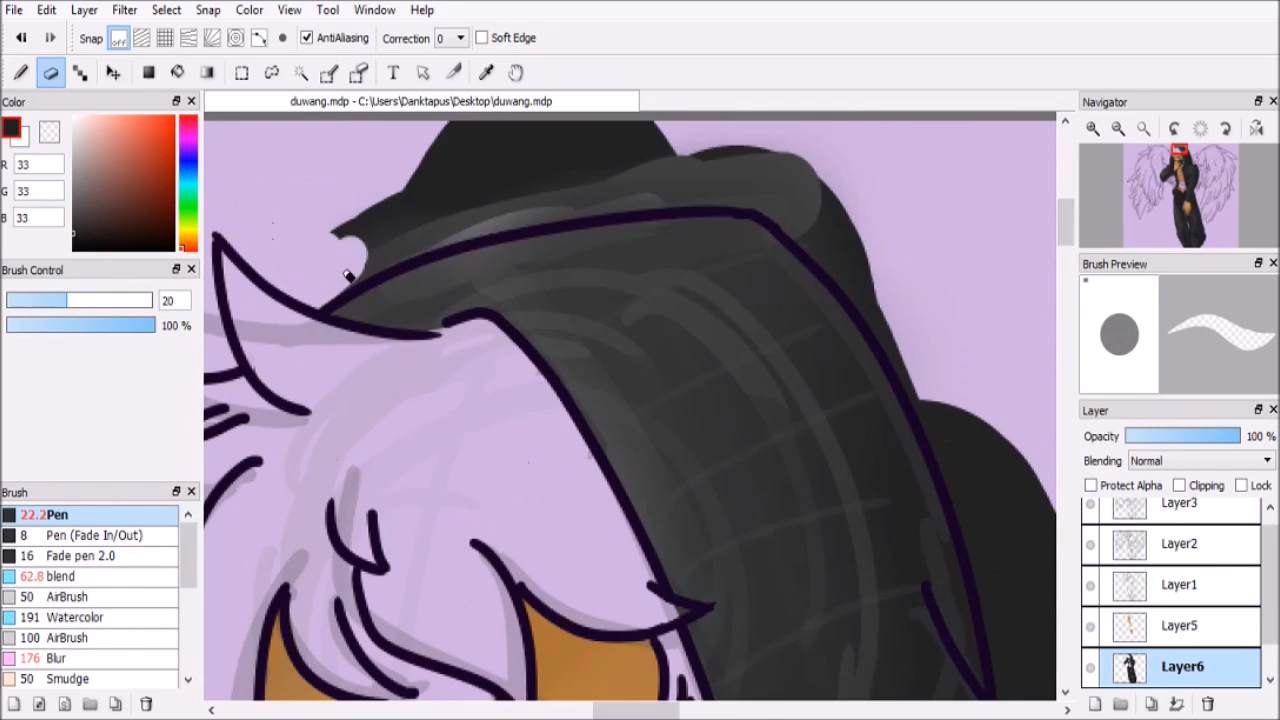 File Edit Layer Filter Select Snap Color View Tool Window Help
Snap off AntiAliasing Correction 0 Soft Edge
T
Color
duwang.mdp - C:\Users\Danktapus\Desktop\duwang.mdp
Navigator
R 33
G 33
B 33
Brush Control
20
100 %
Brush Preview
Layer
Opacity 100 %
Blending Normal
Protect Alpha Clipping Lock
Brush
22.2 Pen
8 Pen (Fade In/Out)
16 Fade pen 2.0
62.8 blend
50 AirBrush
191 Watercolor
100 AirBrush
176 Blur
50 Smudge
Layer3
Layer2
Layer1
Layer5
Layer6